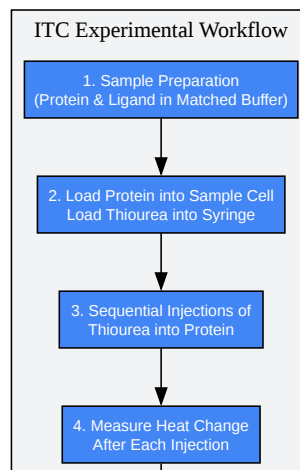 ITC Experimental Workflow
1. Sample Preparation
(Protein & Ligand in Matched Buffer)
2. Load Protein into Sample Cell
Load Thiourea into Syringe
3. Sequential Injections of
Thiourea into Protein
4. Measure Heat Change
After Each Injection